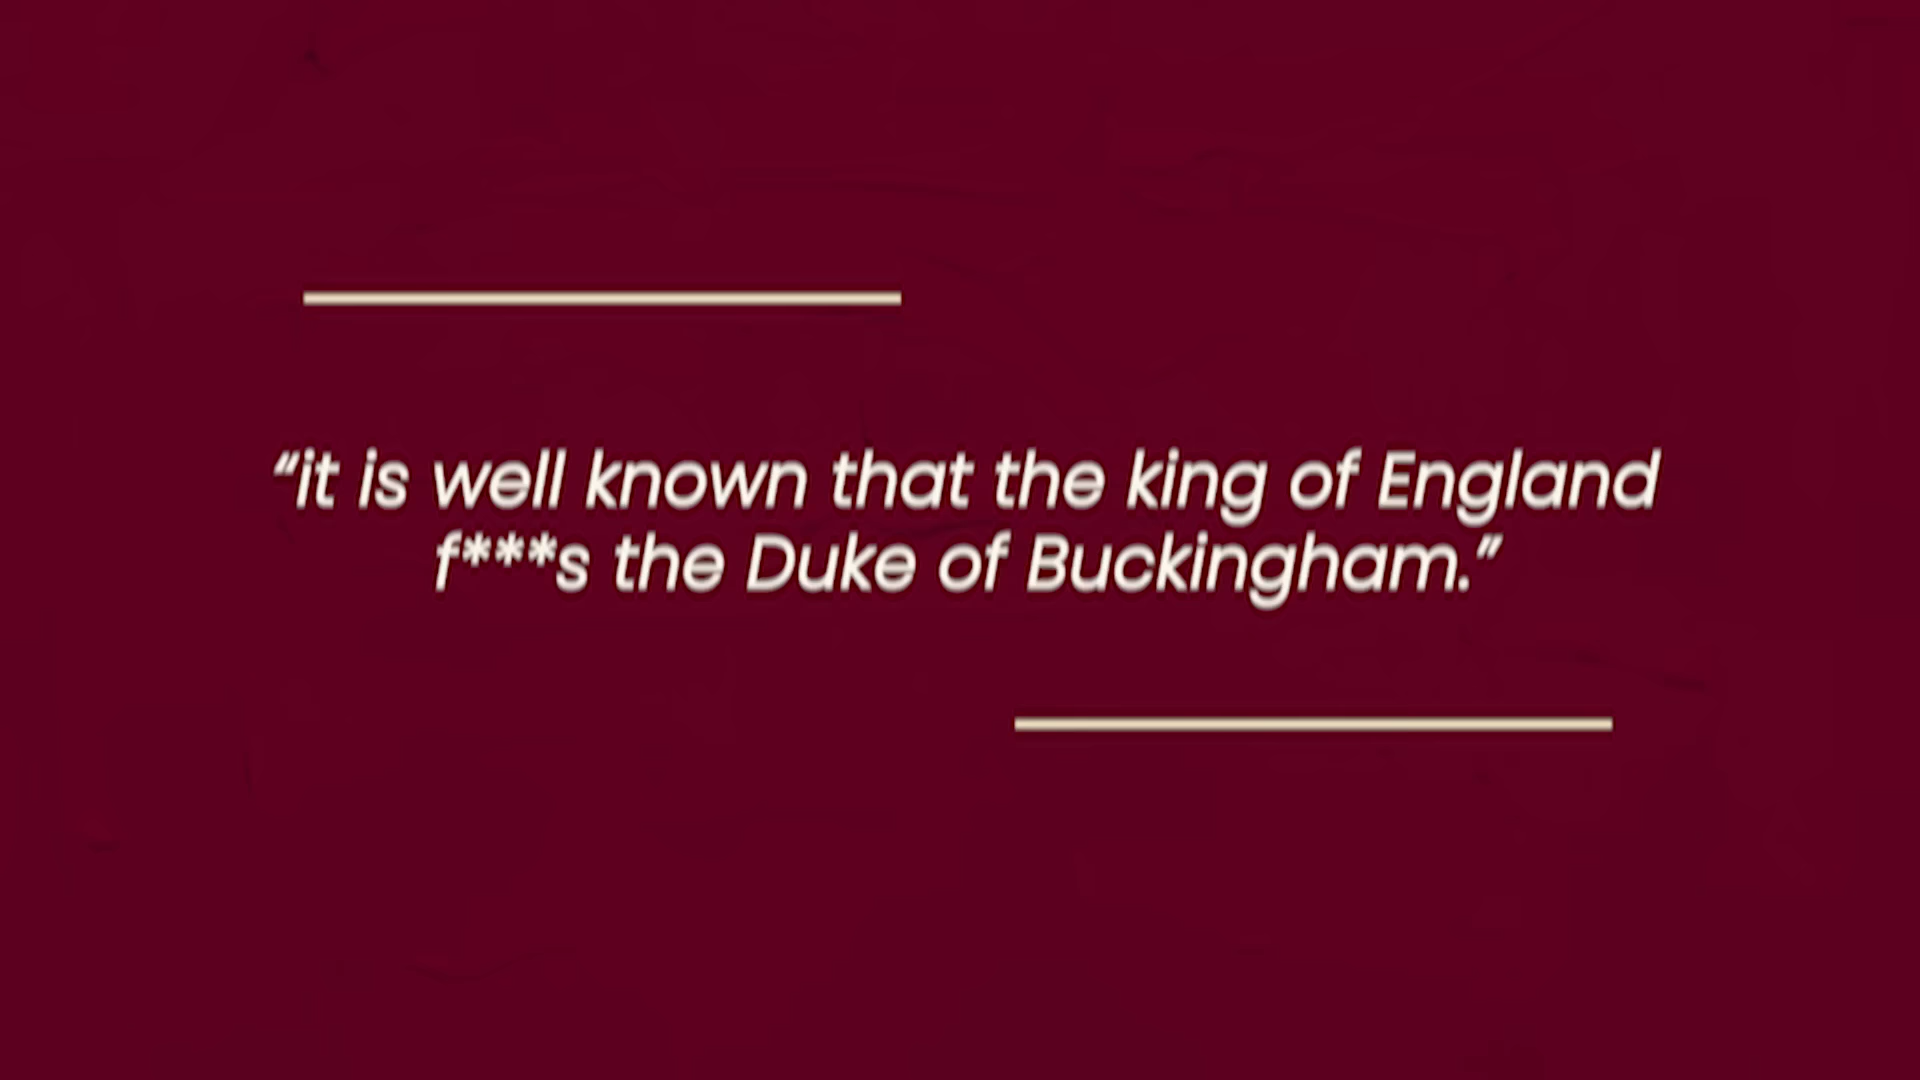 “it is well known that the king of England
f***s the Duke of Buckingham.”